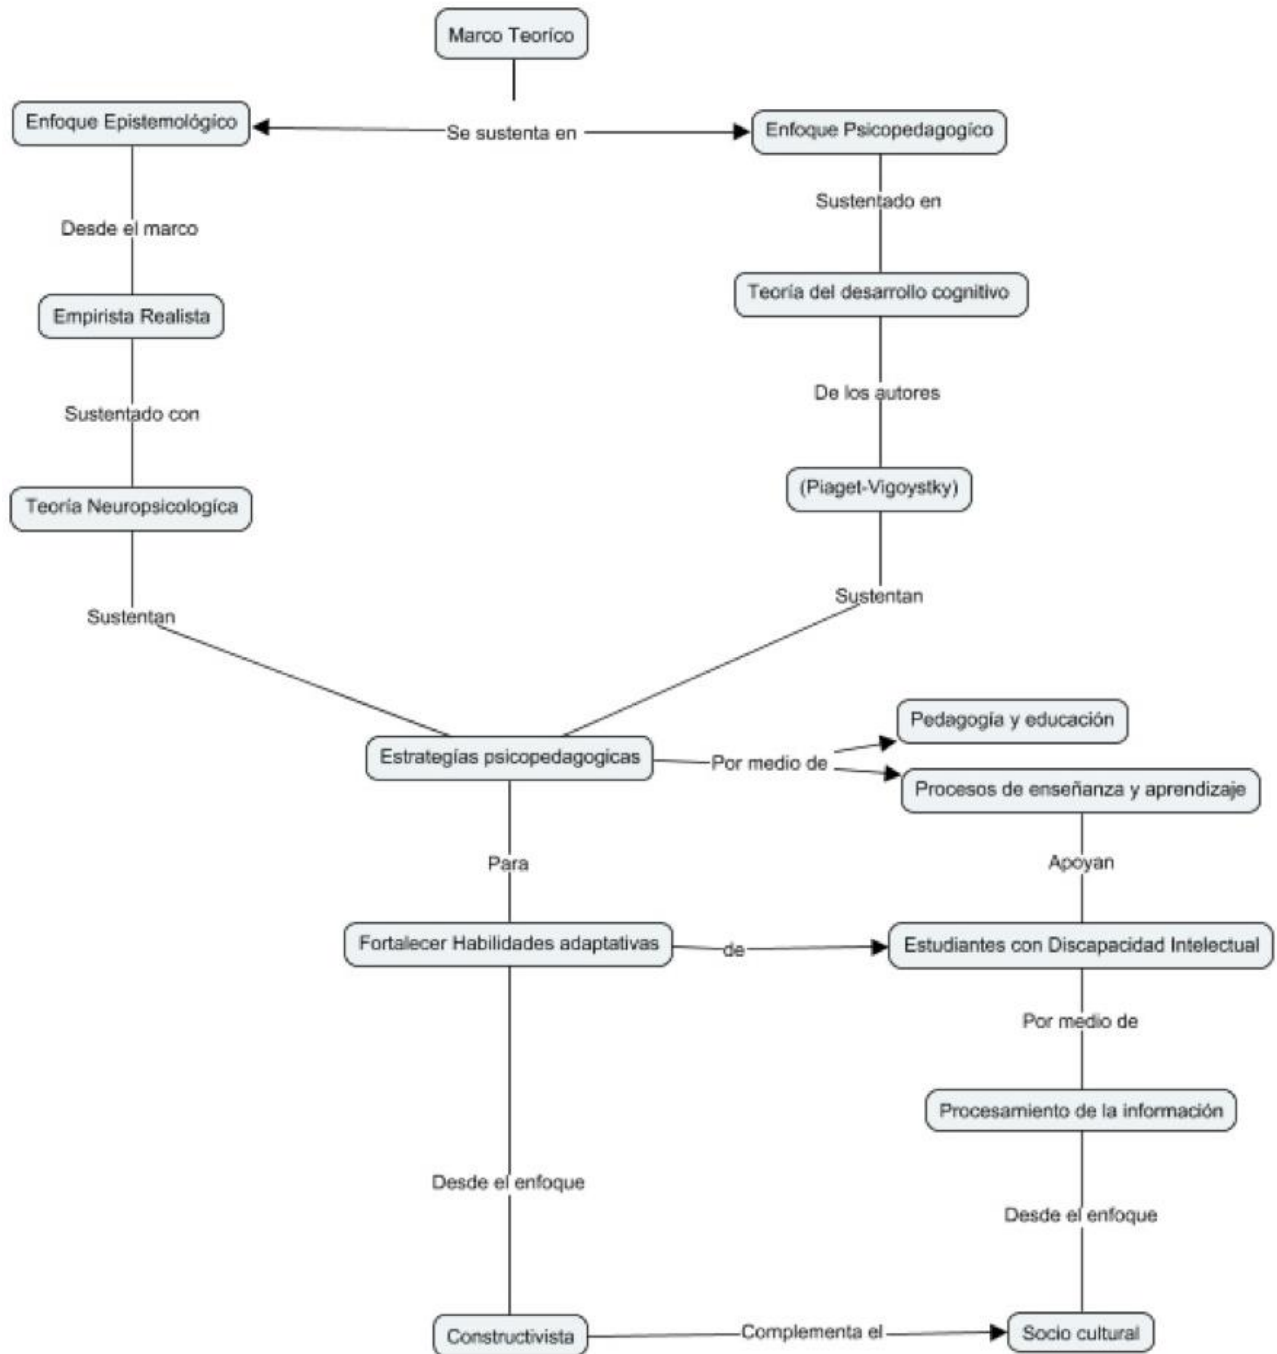 Marco Teoríco
Enfoque Epistemológico
Se sustenta en
Enfoque Psicopedagogíco
Desde el marco
Sustentado en
Empirista Realista
Teoría del desarrollo cognitivo
Sustentado con
De los autores
Teoría Neuropsicologíca
(Piaget-Vigoystky)
Sustentan
Sustentan
Estrategías psicopedagogicas
Por medio de
Pedagogía y educación
Procesos de enseñanza y aprendizaje
Para
Apoyan
Fortalecer Habilidades adaptativas
de
Estudiantes con Discapacidad Intelectual
Por medio de
Procesamiento de la información
Desde el enfoque
Desde el enfoque
Constructivista
Complementa el
Socio cultural